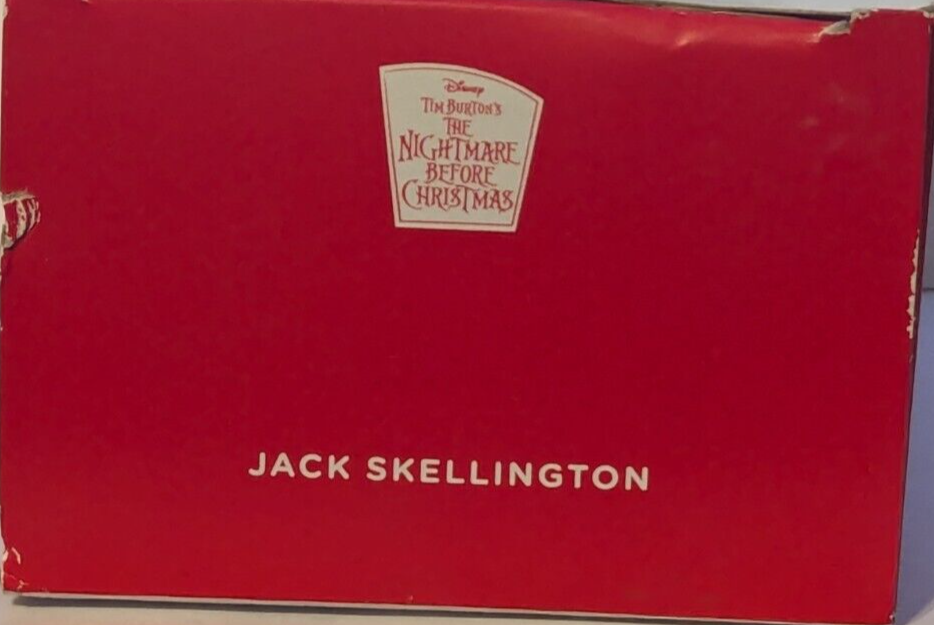 Disney
TIM BURTON'S
THE
NIGHTMARE
BEFORE
CHRISTMAS
JACK SKELLINGTON